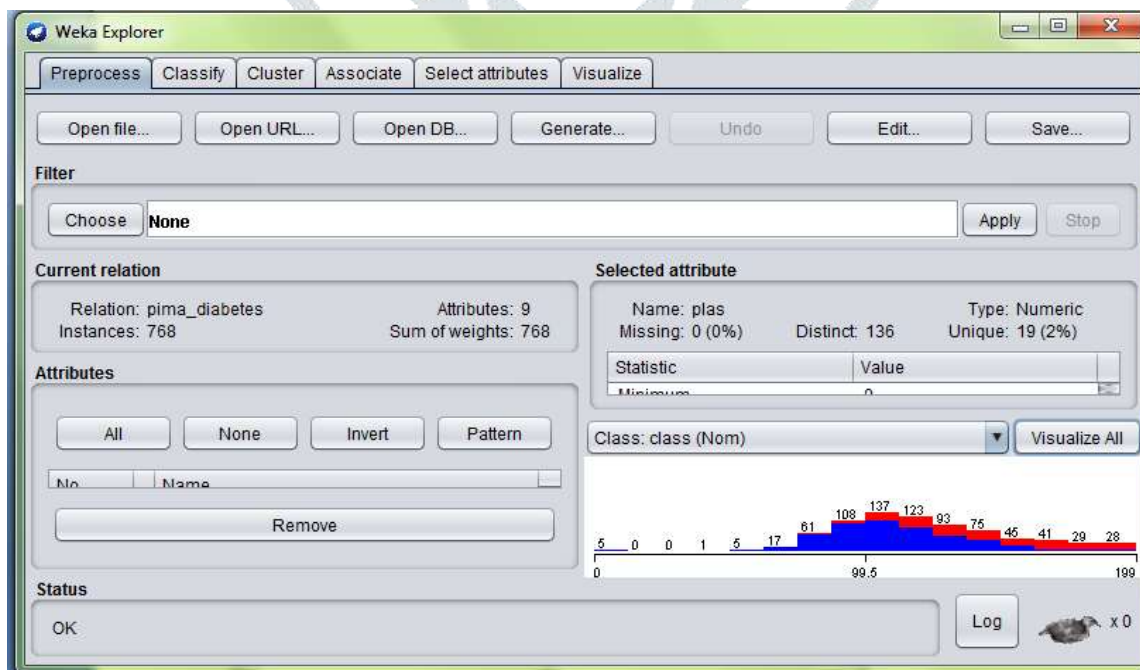 Weka Explorer
Preprocess Classify Cluster Associate Select attributes Visualize
Open file... Open URL... Open DB... Generate... Undo Edit... Save...
Filter
Choose None Apply Stop
Current relation
Relation: pima_diabetes Attributes: 9
Instances: 768 Sum of weights: 768
Attributes
All None Invert Pattern
No. Name
Remove
Selected attribute
Name: plas Type: Numeric
Missing: 0 (0%) Distinct: 136 Unique: 19 (2%)
Statistic Value
Minimum 0
Class: class (Nom) Visualize All
5 0 0 1 5 17 61 108 137 123 93 75 45 41 29 28
0 99.5 199
Status
OK
Log x 0